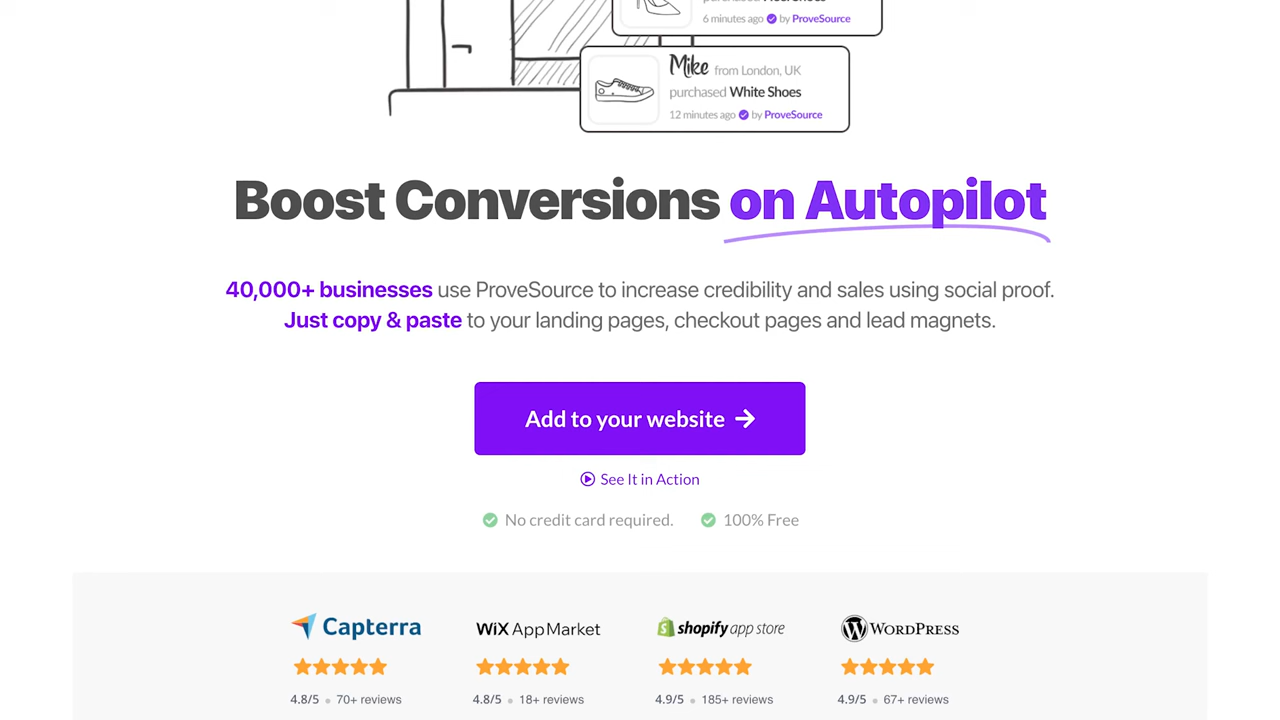 purchased
6 minutes ago by ProveSource
Mike from London, UK
purchased White Shoes
12 minutes ago by ProveSource
Boost Conversions on Autopilot
40,000+ businesses use ProveSource to increase credibility and sales using social proof.
Just copy & paste to your landing pages, checkout pages and lead magnets.
Add to your website
See It in Action
No credit card required. 100% Free
Capterra WiX App Market shopify app store WORDPRESS
4.8/5 70+ reviews 4.8/5 18+ reviews 4.9/5 185+ reviews 4.9/5 67+ reviews